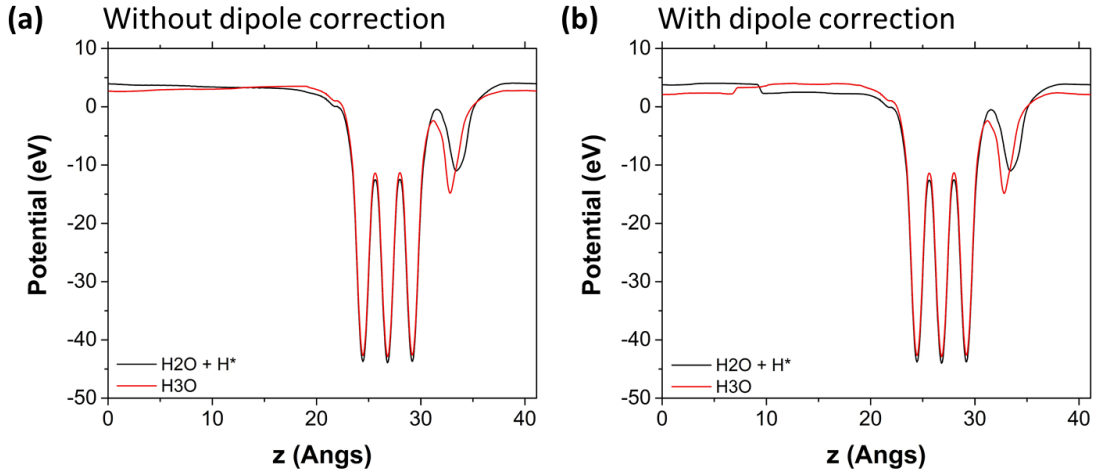 (a) Without dipole correction
10
0
-10
-20
-30
-40
-50
Potential (eV)
H2O + H*
H3O
0 10 20 30 40
z (Angs)
(b) With dipole correction
10
0
-10
-20
-30
-40
-50
Potential (eV)
H2O + H*
H3O
0 10 20 30 40
z (Angs)